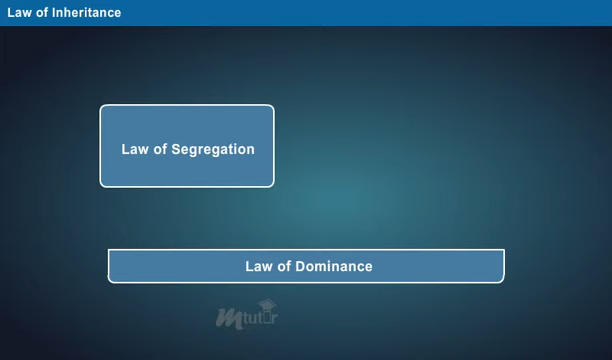 Law of Inheritance
Law of Segregation
Law of Dominance
mtutor